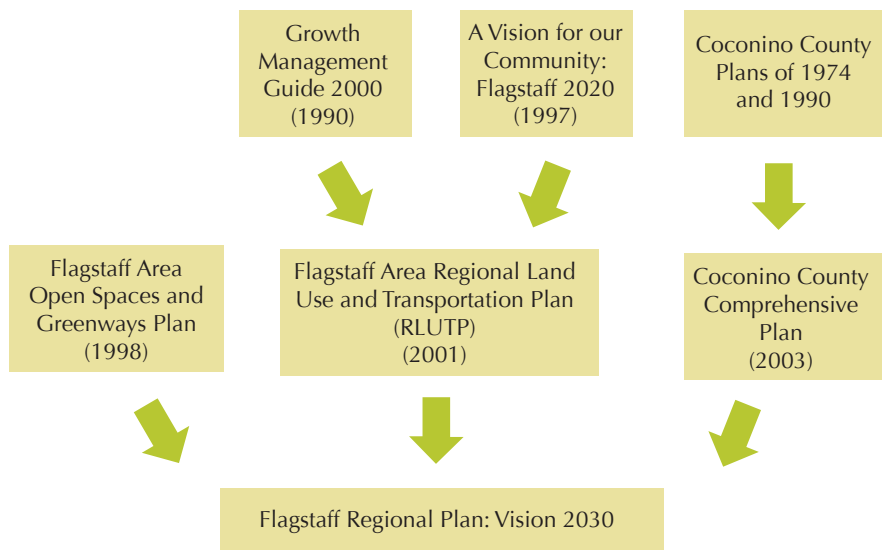 Growth
Management
Guide 2000
(1990)
A Vision for our
Community:
Flagstaff 2020
(1997)
Coconino County
Plans of 1974
and 1990
Flagstaff Area
Open Spaces and
Greenways Plan
(1998)
Flagstaff Area Regional Land
Use and Transportation Plan
(RLUTP)
(2001)
Coconino County
Comprehensive
Plan
(2003)
Flagstaff Regional Plan: Vision 2030